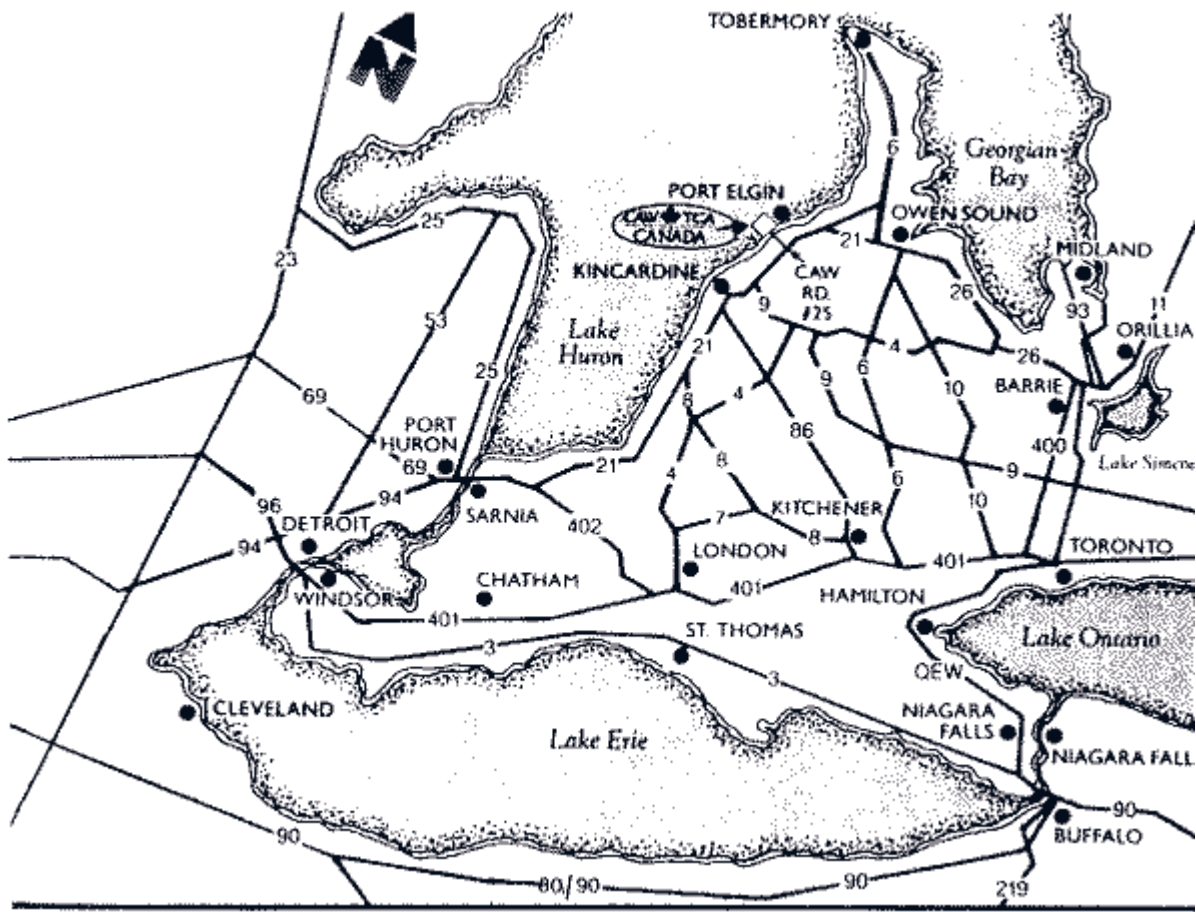 TOBERMORY
6
Georgian
Bay
PORT ELGIN
CAW TCA
CANADA
OWEN SOUND
25
21
MIDLAND
23
KINCARDINE
CAW
RD.
#25
9
26
93
11
ORILLIA
53
Lake
Huron
21
4
26
25
6
9
10
BARRIE
69
8
4
86
400
PORT
HURON
Lake Simcoe
69
21
8
9
94
4
6
10
96
SARNIA
402
KITCHENER
DETROIT
7
8
94
LONDON
401
TORONTO
WINDSOR
CHATHAM
401
HAMILTON
401
ST. THOMAS
Lake Ontario
3
3
QEW
CLEVELAND
Lake Erie
NIAGARA
FALLS
NIAGARA FALL
90
90
BUFFALO
80/90
90
219